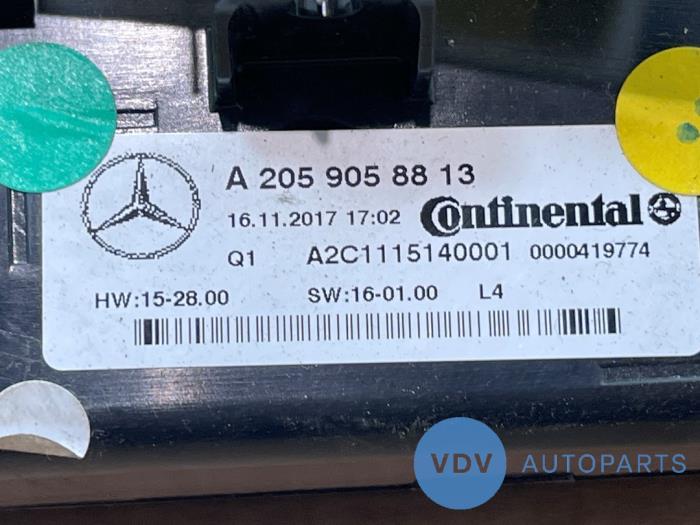 A 205 905 88 13
16.11.2017 17:02 Continental
Q1 A2C1115140001 0000419774
HW:15-28.00 SW:16-01.00 L4
VDV AUTOPARTS